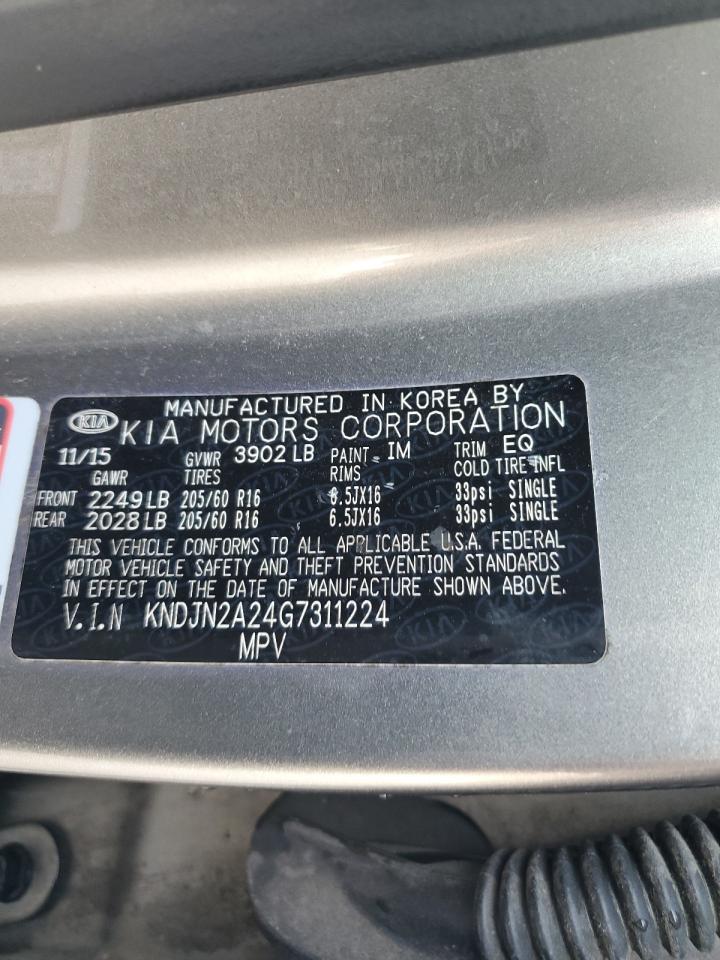 MANUFACTURED IN KOREA BY
KIA KIA MOTORS CORPORATION
11/15 GVWR 3902 LB PAINT IM TRIM EQ
GAWR TIRES RIMS COLD TIRE INFL
FRONT 2249 LB 205/60 R16 6.5JX16 33psi SINGLE
REAR 2028 LB 205/60 R16 6.5JX16 33psi SINGLE
THIS VEHICLE CONFORMS TO ALL APPLICABLE U.S.A. FEDERAL
MOTOR VEHICLE SAFETY AND THEFT PREVENTION STANDARDS
IN EFFECT ON THE DATE OF MANUFACTURE SHOWN ABOVE.
V.I.N KNDJN2A24G7311224
MPV